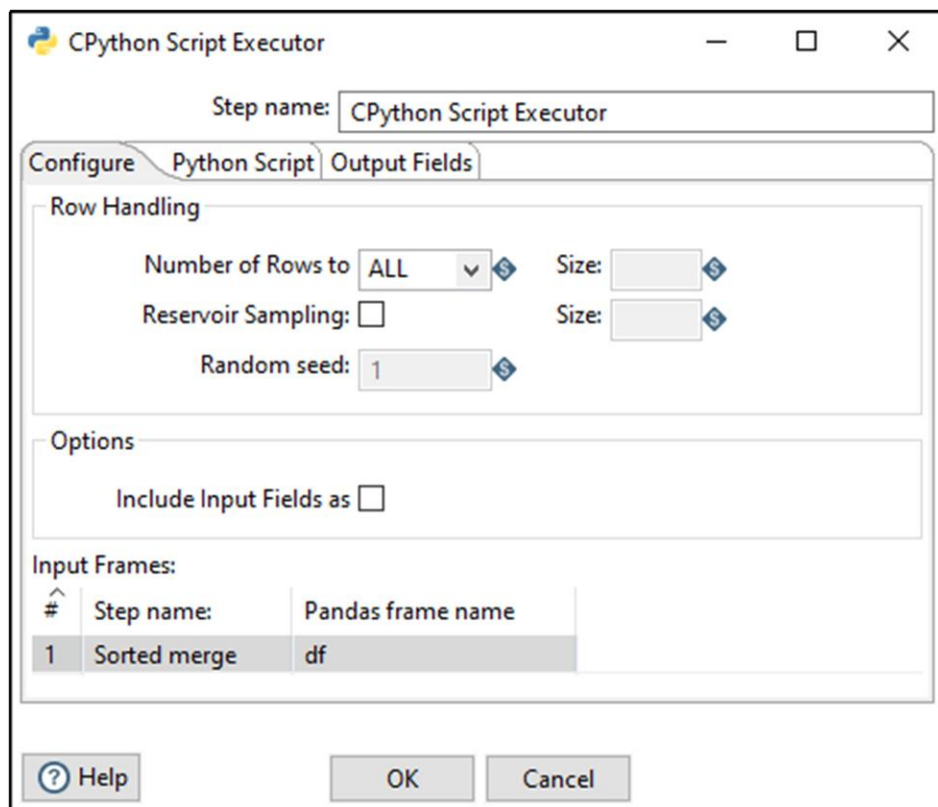 CPython Script Executor
Step name: CPython Script Executor
Configure Python Script Output Fields
Row Handling
Number of Rows to ALL Size:
Reservoir Sampling: Size:
Random seed: 1
Options
Include Input Fields as
Input Frames:
# Step name: Pandas frame name
1 Sorted merge df
? Help OK Cancel